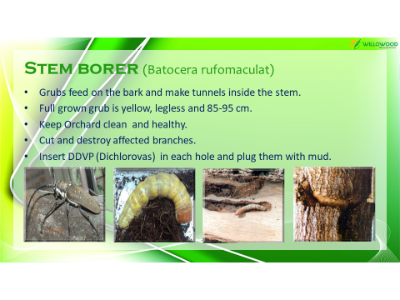 WILLOWOOD
STEM BORER (Batocera rufomaculat)
• Grubs feed on the bark and make tunnels inside the stem.
• Full grown grub is yellow, legless and 85-95 cm.
• Keep Orchard clean and healthy.
• Cut and destroy affected branches.
• Insert DDVP (Dichlorovas) in each hole and plug them with mud.